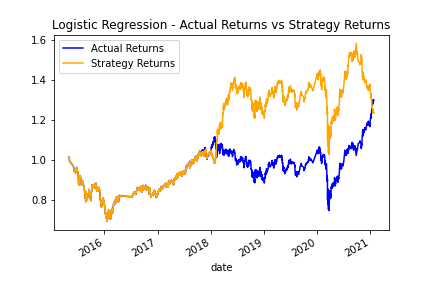 Logistic Regression - Actual Returns vs Strategy Returns
Actual Returns
Strategy Returns
1.6
1.4
1.2
1.0
0.8
2016
2017
2018
2019
2020
2021
date